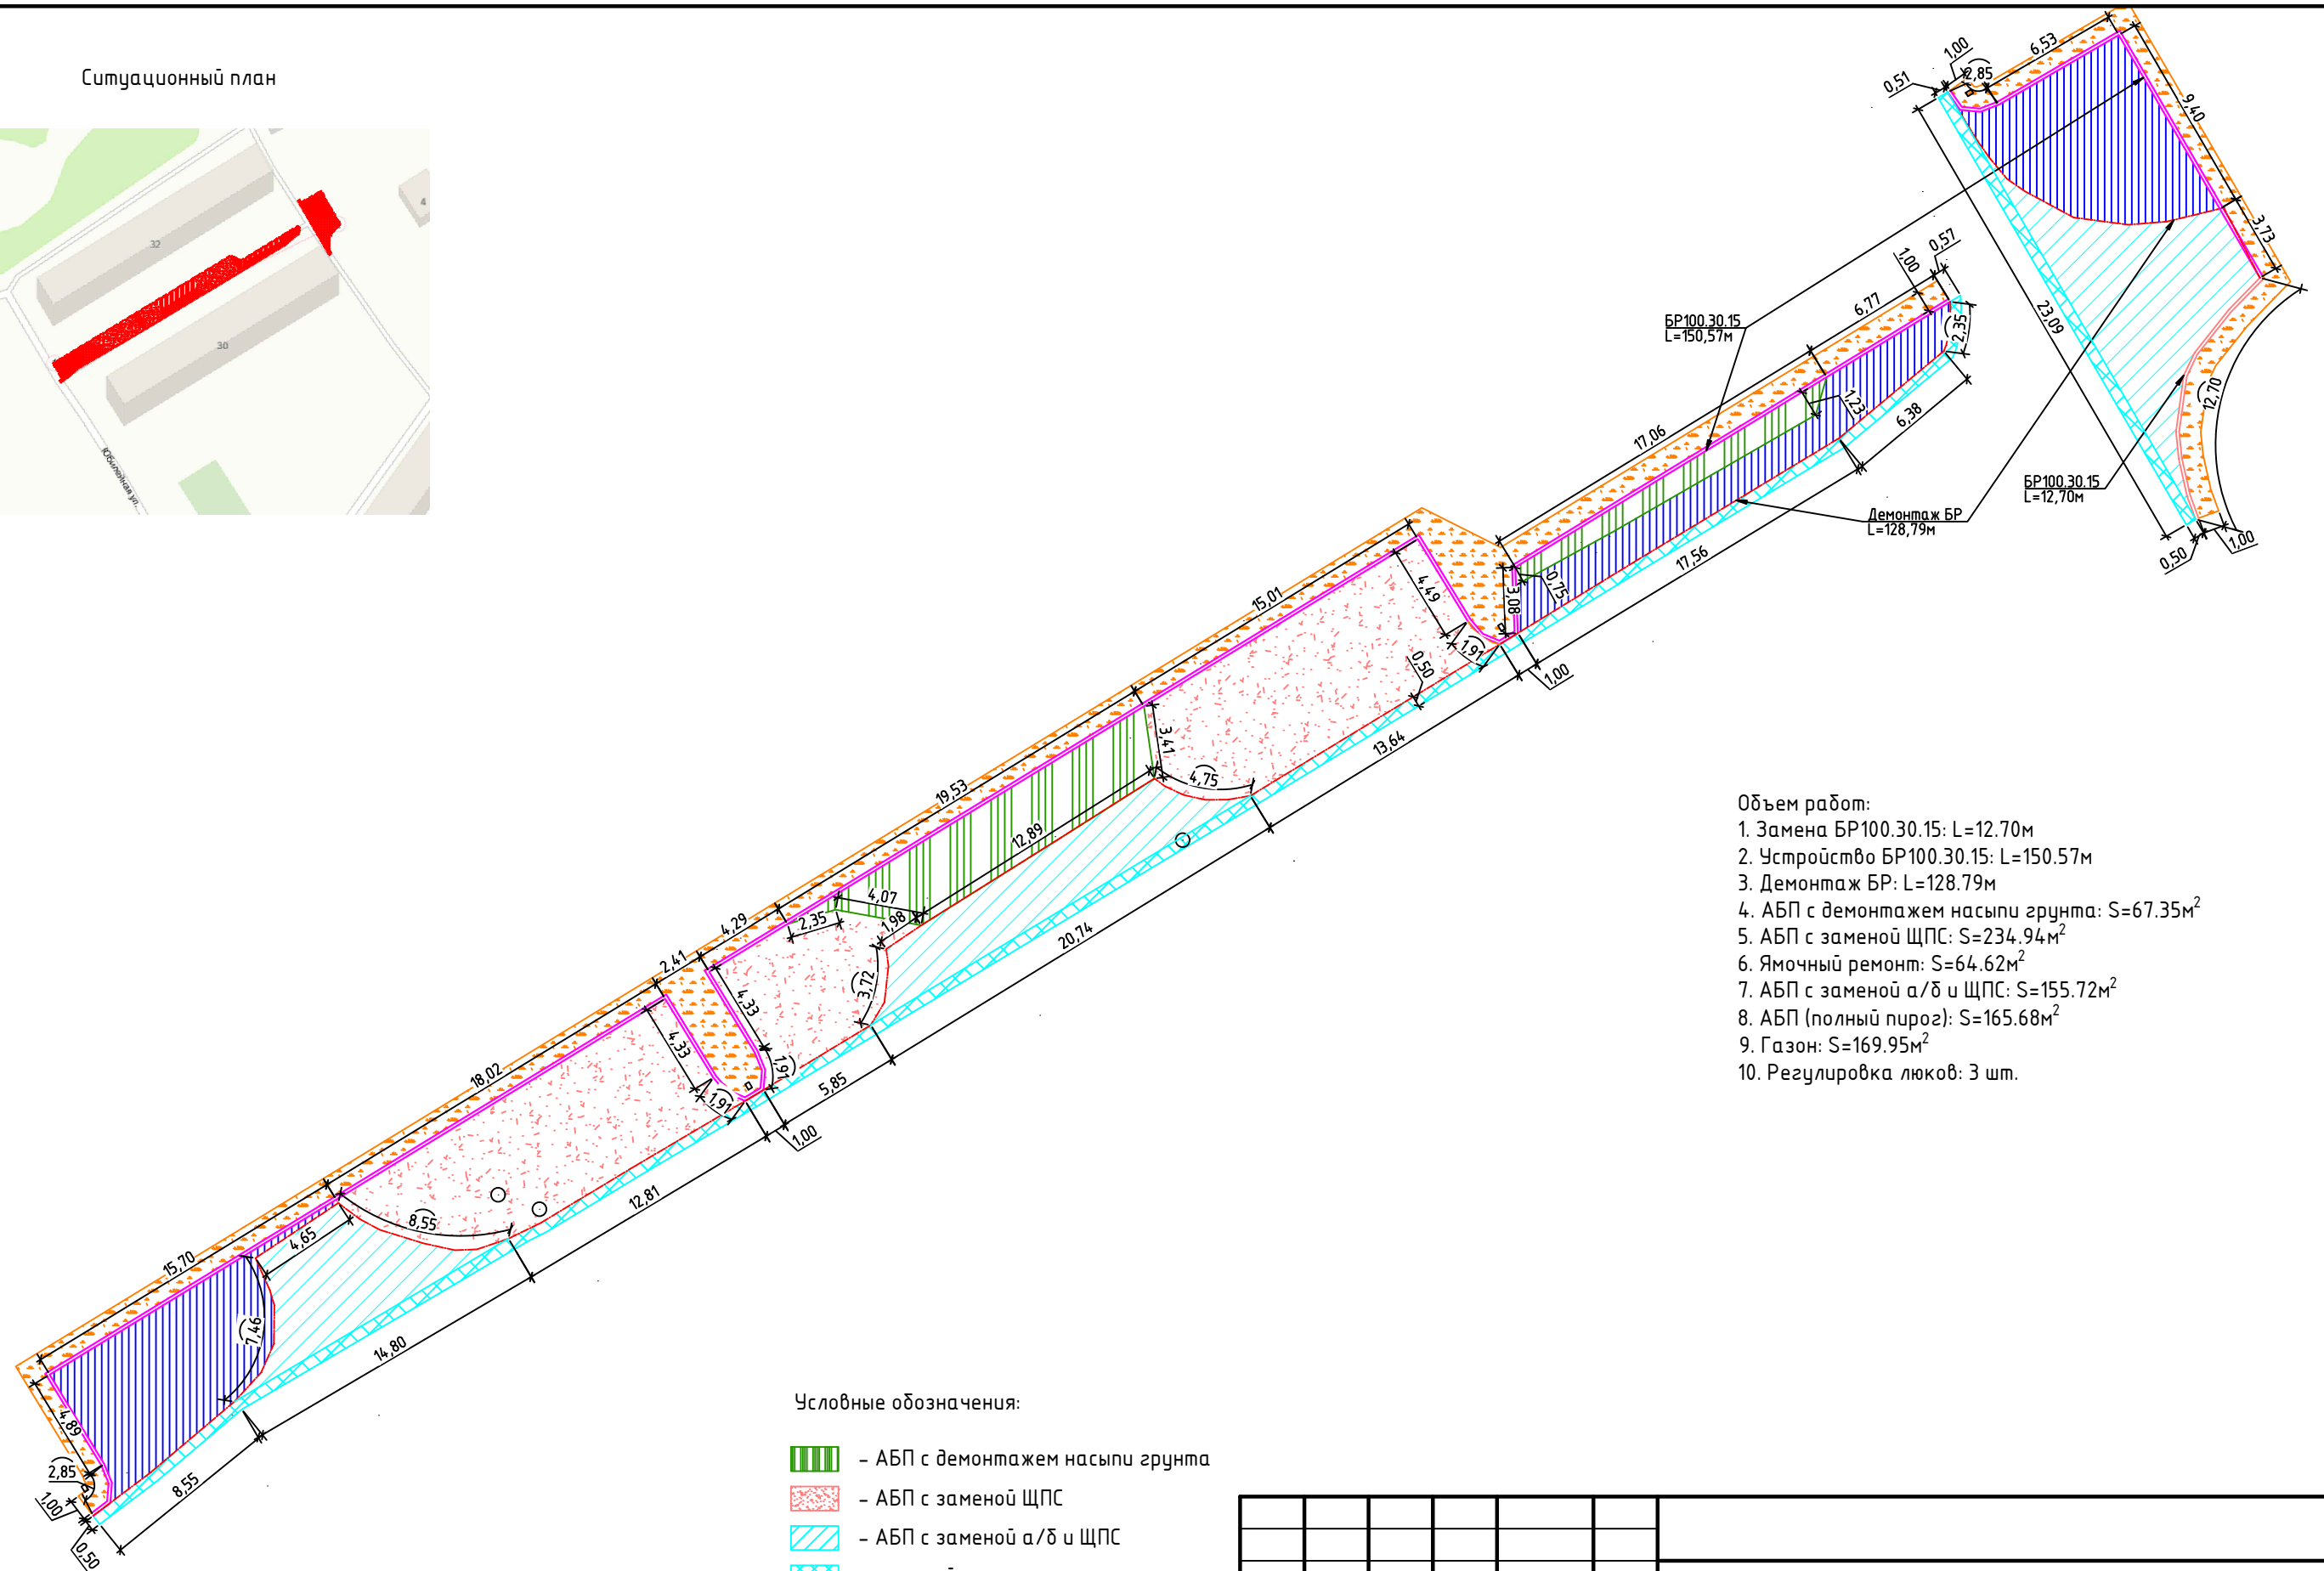 Ситуационный план
32
30
4
Юбилейная ул.
0,51
1,00
2,85
6,53
9,40
3,73
23,09
12,70
0,50
1,00
БР100.30.15
L=150,57м
БР100.30.15
L=12,70м
Демонтаж БР
L=128,79м
0,57
1,00
6,77
2,35
1,23
6,38
17,06
17,56
0,75
3,08
1,00
15,01
4,49
1,91
0,50
13,64
3,41
4,75
19,53
12,89
4,07
2,35
1,98
3,72
20,74
4,29
2,41
4,33
4,33
1,91
1,91
5,85
1,00
18,02
12,81
8,55
4,65
15,70
7,46
14,80
4,89
2,85
1,00
0,50
8,55
Объем работ:
1. Замена БР100.30.15: L=12.70м
2. Устройство БР100.30.15: L=150.57м
3. Демонтаж БР: L=128.79м
4. АБП с демонтажем насыпи грунта: S=67.35м²
5. АБП с заменой ЩПС: S=234.94м²
6. Ямочный ремонт: S=64.62м²
7. АБП с заменой а/б и ЩПС: S=155.72м²
8. АБП (полный пирог): S=165.68м²
9. Газон: S=169.95м²
10. Регулировка люков: 3 шт.
Условные обозначения:
- АБП с демонтажем насыпи грунта
- АБП с заменой ЩПС
- АБП с заменой а/б и ЩПС